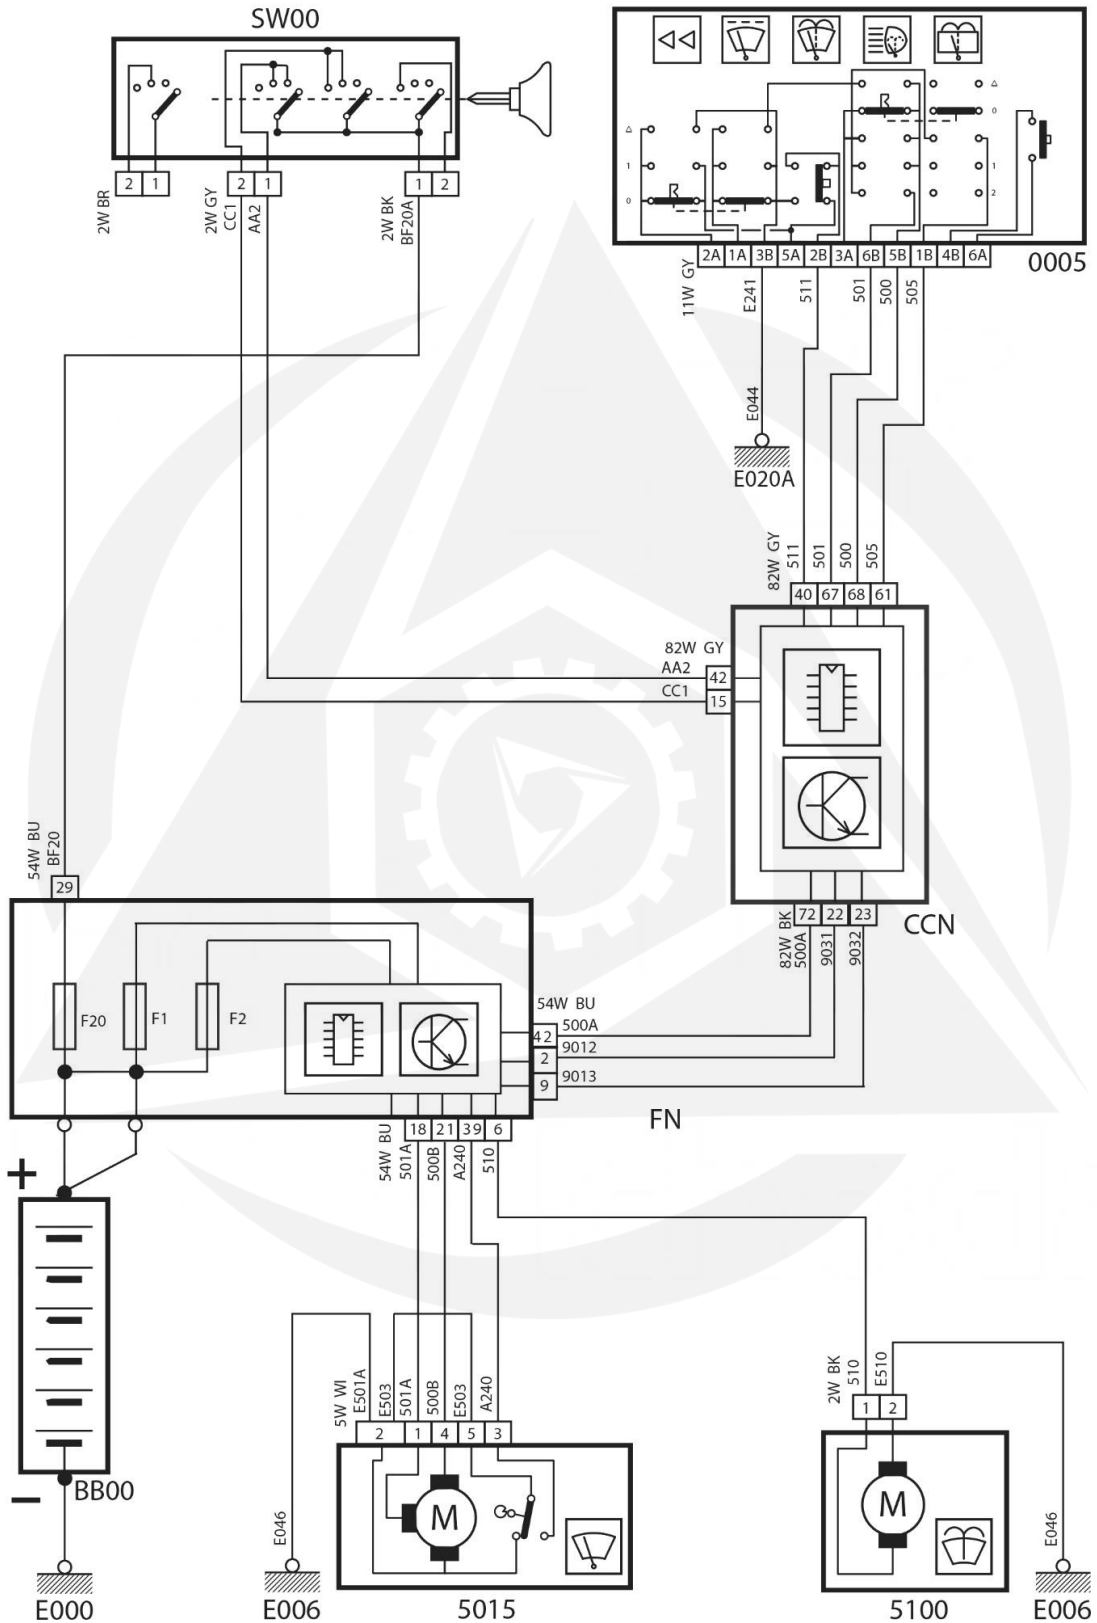 SW00
2
1
2
1
1
2
2W BR
2W GY
CC1
AA2
2W BK
BF20A
△
0
1
2
△
1
0
2A
1A
3B
5A
2B
3A
6B
5B
1B
4B
6A
0005
11W GY
E241
511
501
500
505
E044
E020A
82W GY
511
501
500
505
40
67
68
61
82W GY
AA2
42
CC1
15
72
22
23
CCN
82W BK
500A
9031
9032
54W BU
BF20
29
F20
F1
F2
54W BU
42
500A
2
9012
9
9013
FN
18
21
39
6
54W BU
501A
500B
A240
510
+
−
BB00
E000
E046
E006
5W WI
E501A
E503
501A
500B
E503
A240
2
1
4
5
3
M
5015
2W BK
510
E510
1
2
M
5100
E046
E006